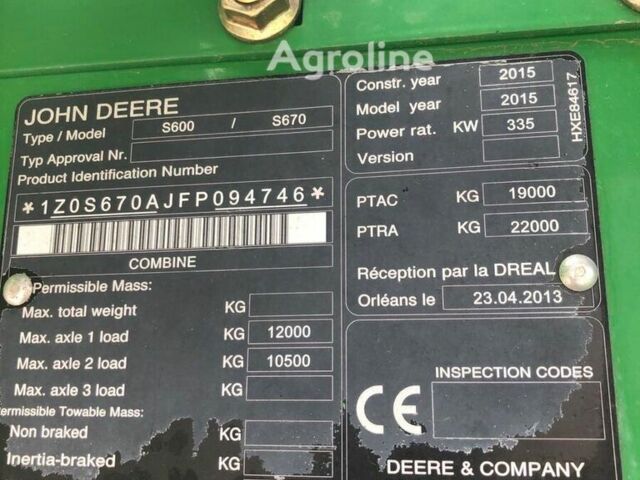 Agroline
JOHN DEERE
Type / Model S600 / S670
Typ Approval Nr.
Product Identification Number
*1Z0S670AJFP094746*
COMBINE
Permissible Mass:
Max. total weight KG
Max. axle 1 load KG 12000
Max. axle 2 load KG 10500
Max. axle 3 load KG
ermissible Towable Mass:
Non braked KG
Inertia-braked KG
Constr. year 2015
Model year 2015
Power rat. KW 335
Version
HXE84617
PTAC KG 19000
PTRA KG 22000
Réception par la DREAL
Orléans le 23.04.2013
INSPECTION CODES
CE
DEERE & COMPANY